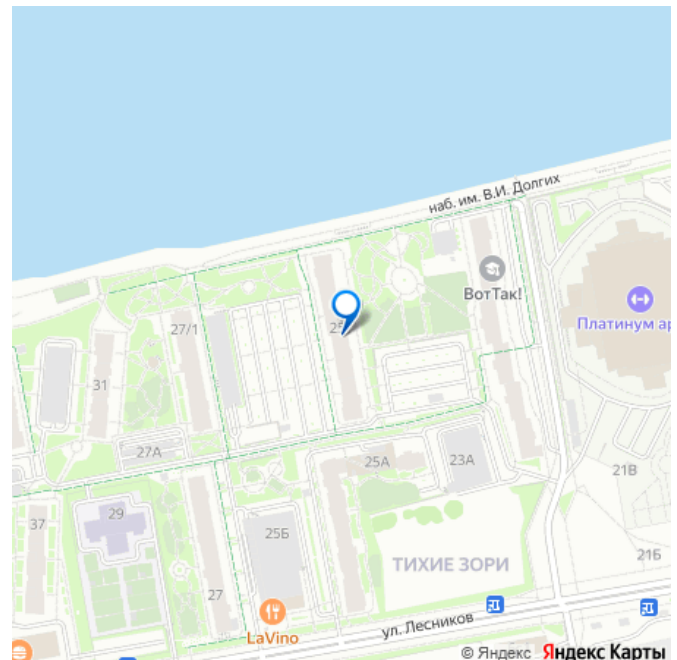 наб. им. В.И. Долгих
ВотТак!
Платинум ар
27/1
25
31
27А
25А
23А
21В
29
37
25Б
ТИХИЕ ЗОРИ
21Б
27
LaVino
ул. Лесников
© Яндекс Яндекс Карты